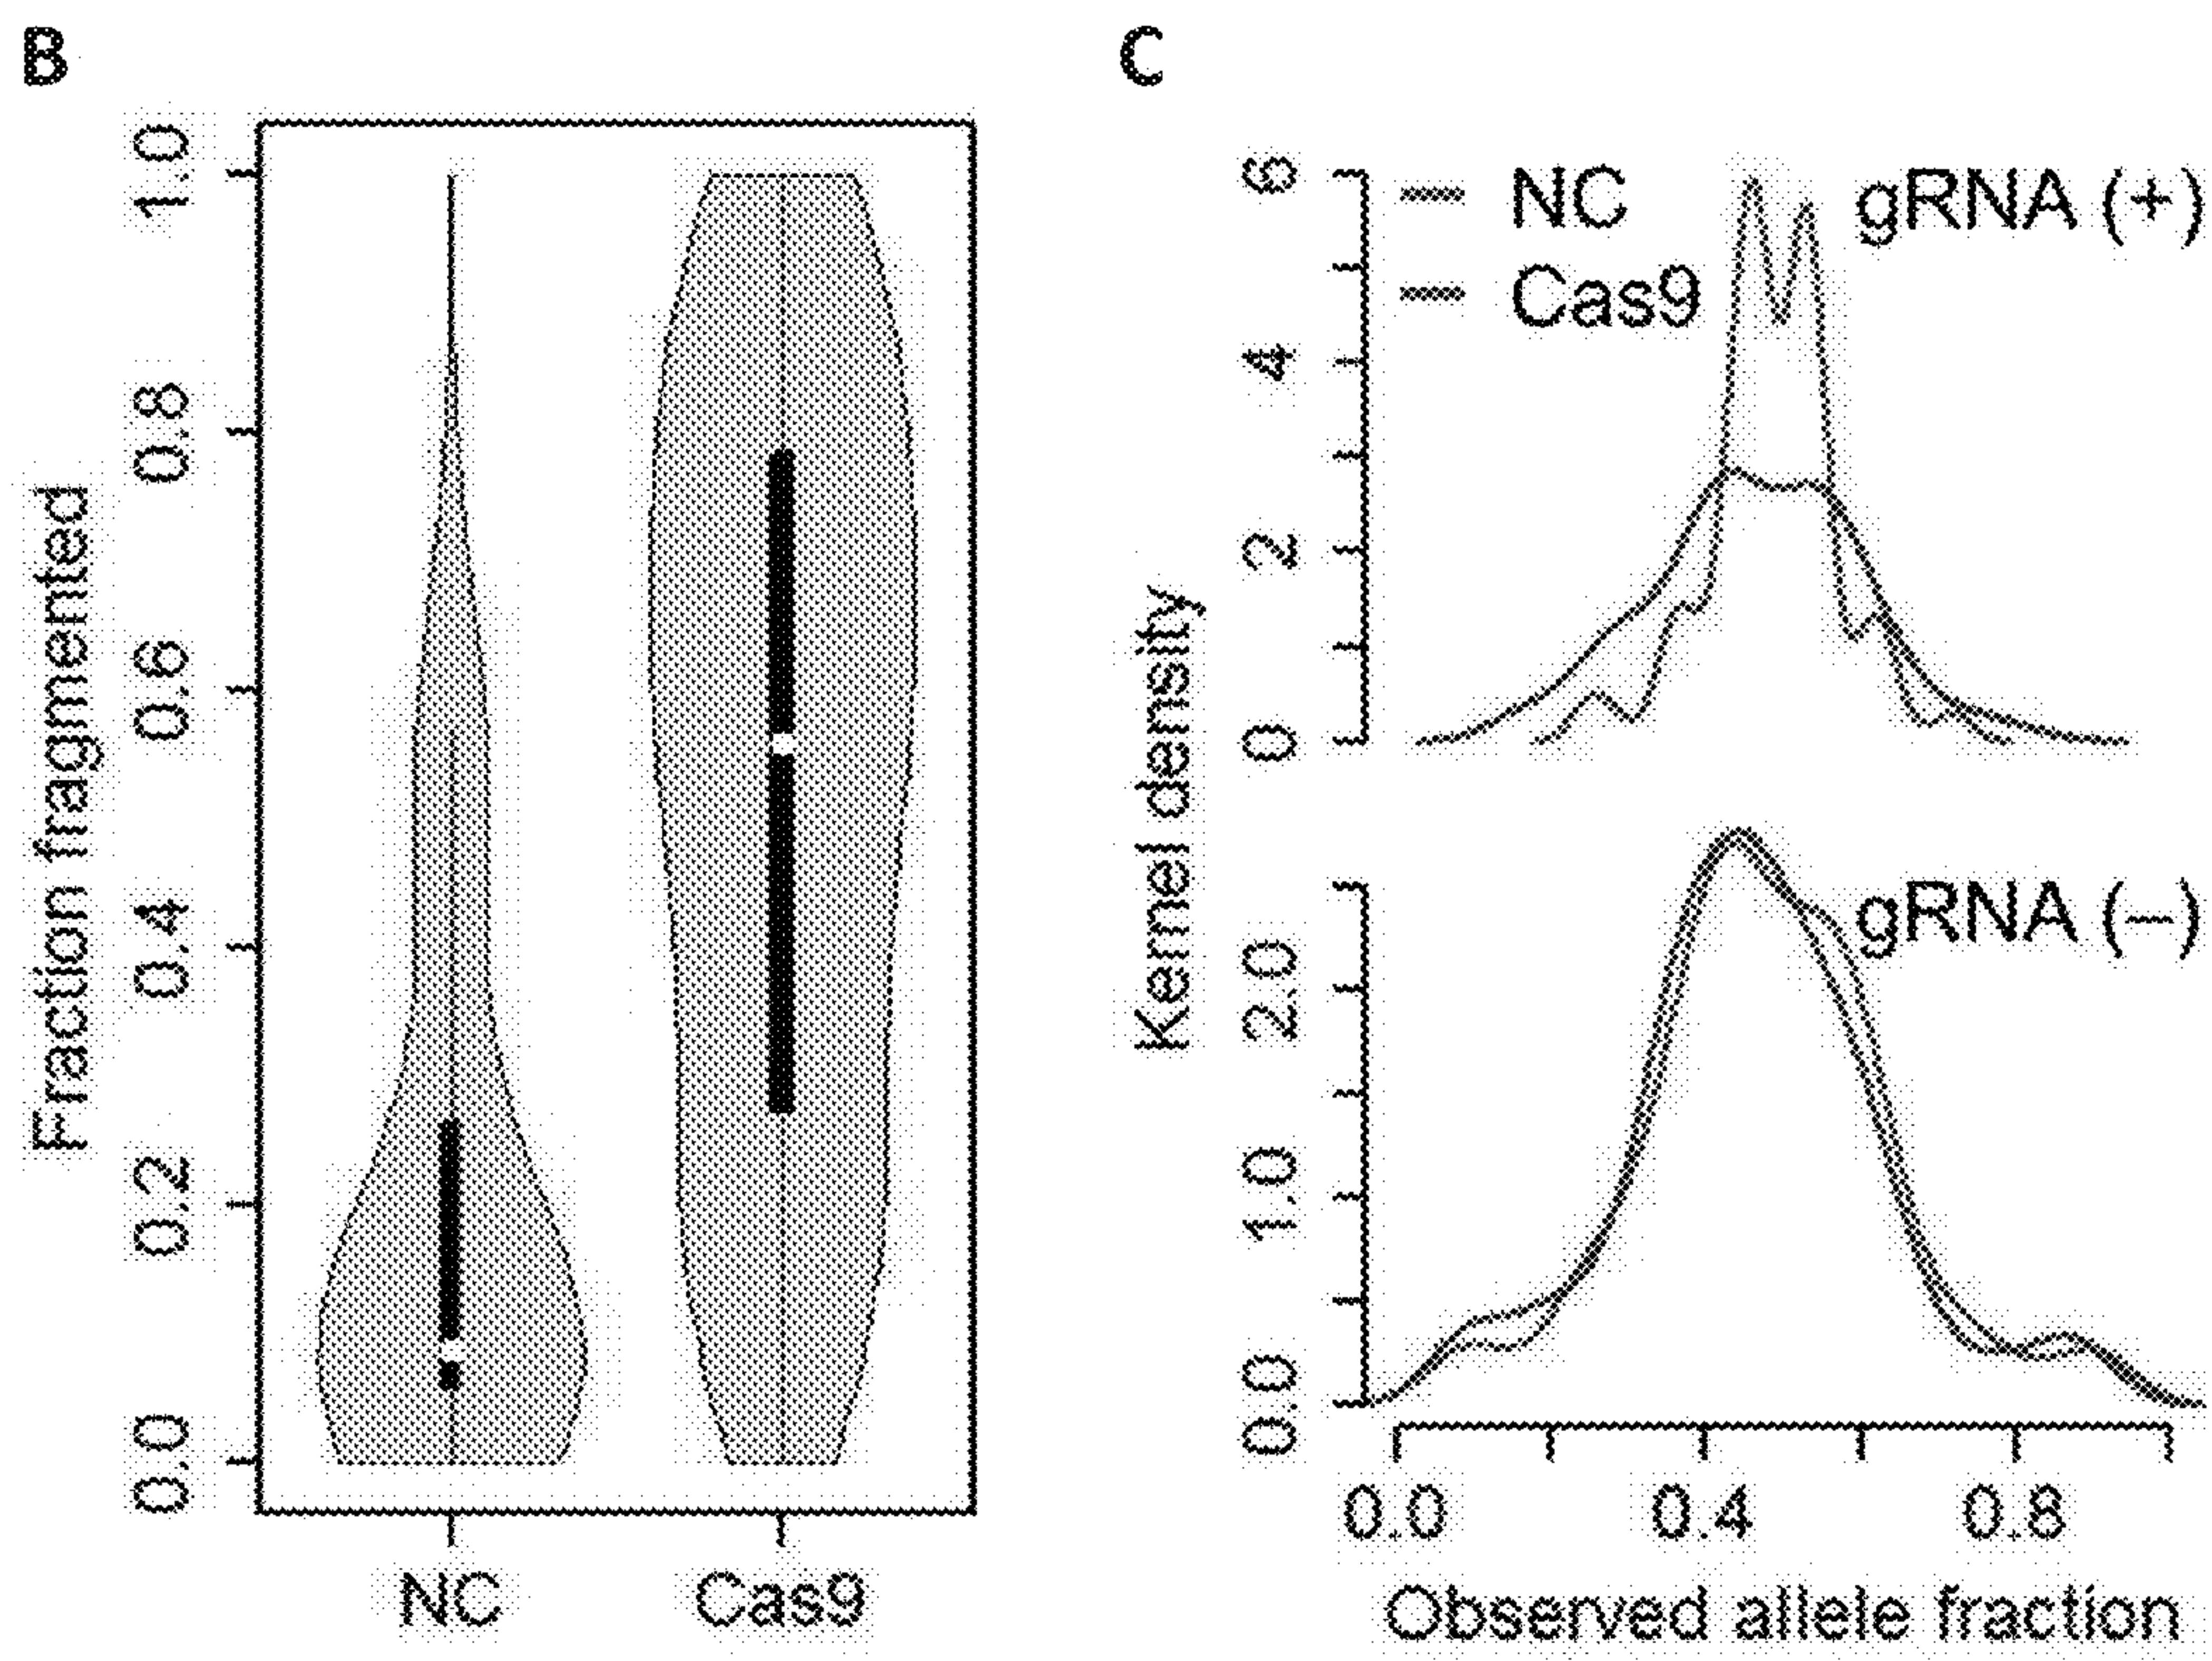 B
Fraction fragmented
1.0
0.8
0.6
0.4
0.2
0.0
NC
Cas9
C
Kernel density
6
4
2
0
NC
Cas9
gRNA (+)
2.0
1.0
0.0
gRNA (–)
0.0
0.4
0.8
Observed allele fraction